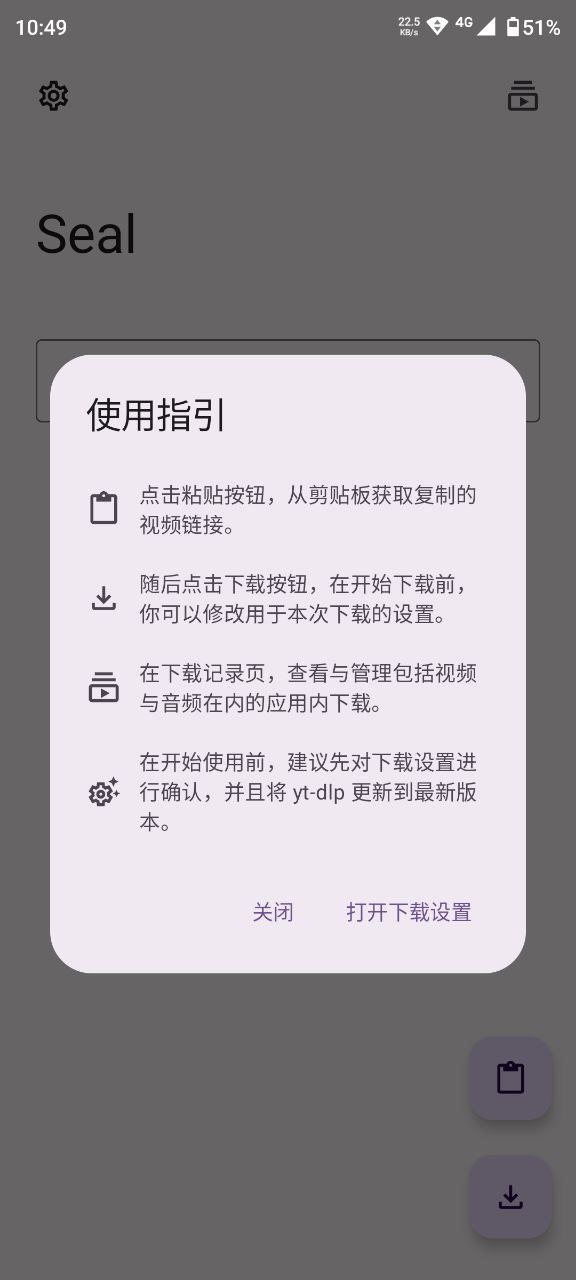 10:49
22.5
KB/s
4G
51%
Seal
使用指引
点击粘贴按钮，从剪贴板获取复制的
视频链接。
随后点击下载按钮，在开始下载前，
你可以修改用于本次下载的设置。
在下载记录页，查看与管理包括视频
与音频在内的应用内下载。
在开始使用前，建议先对下载设置进
行确认，并且将 yt-dlp 更新到最新版
本。
关闭
打开下载设置